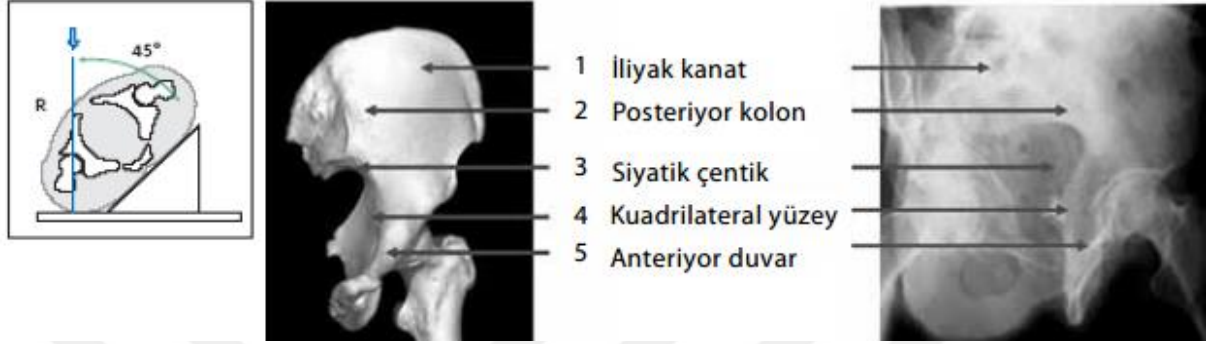 45°
R
1 İliyak kanat
2 Posteriyor kolon
3 Siyatik çentik
4 Kuadrilateral yüzey
5 Anteriyor duvar